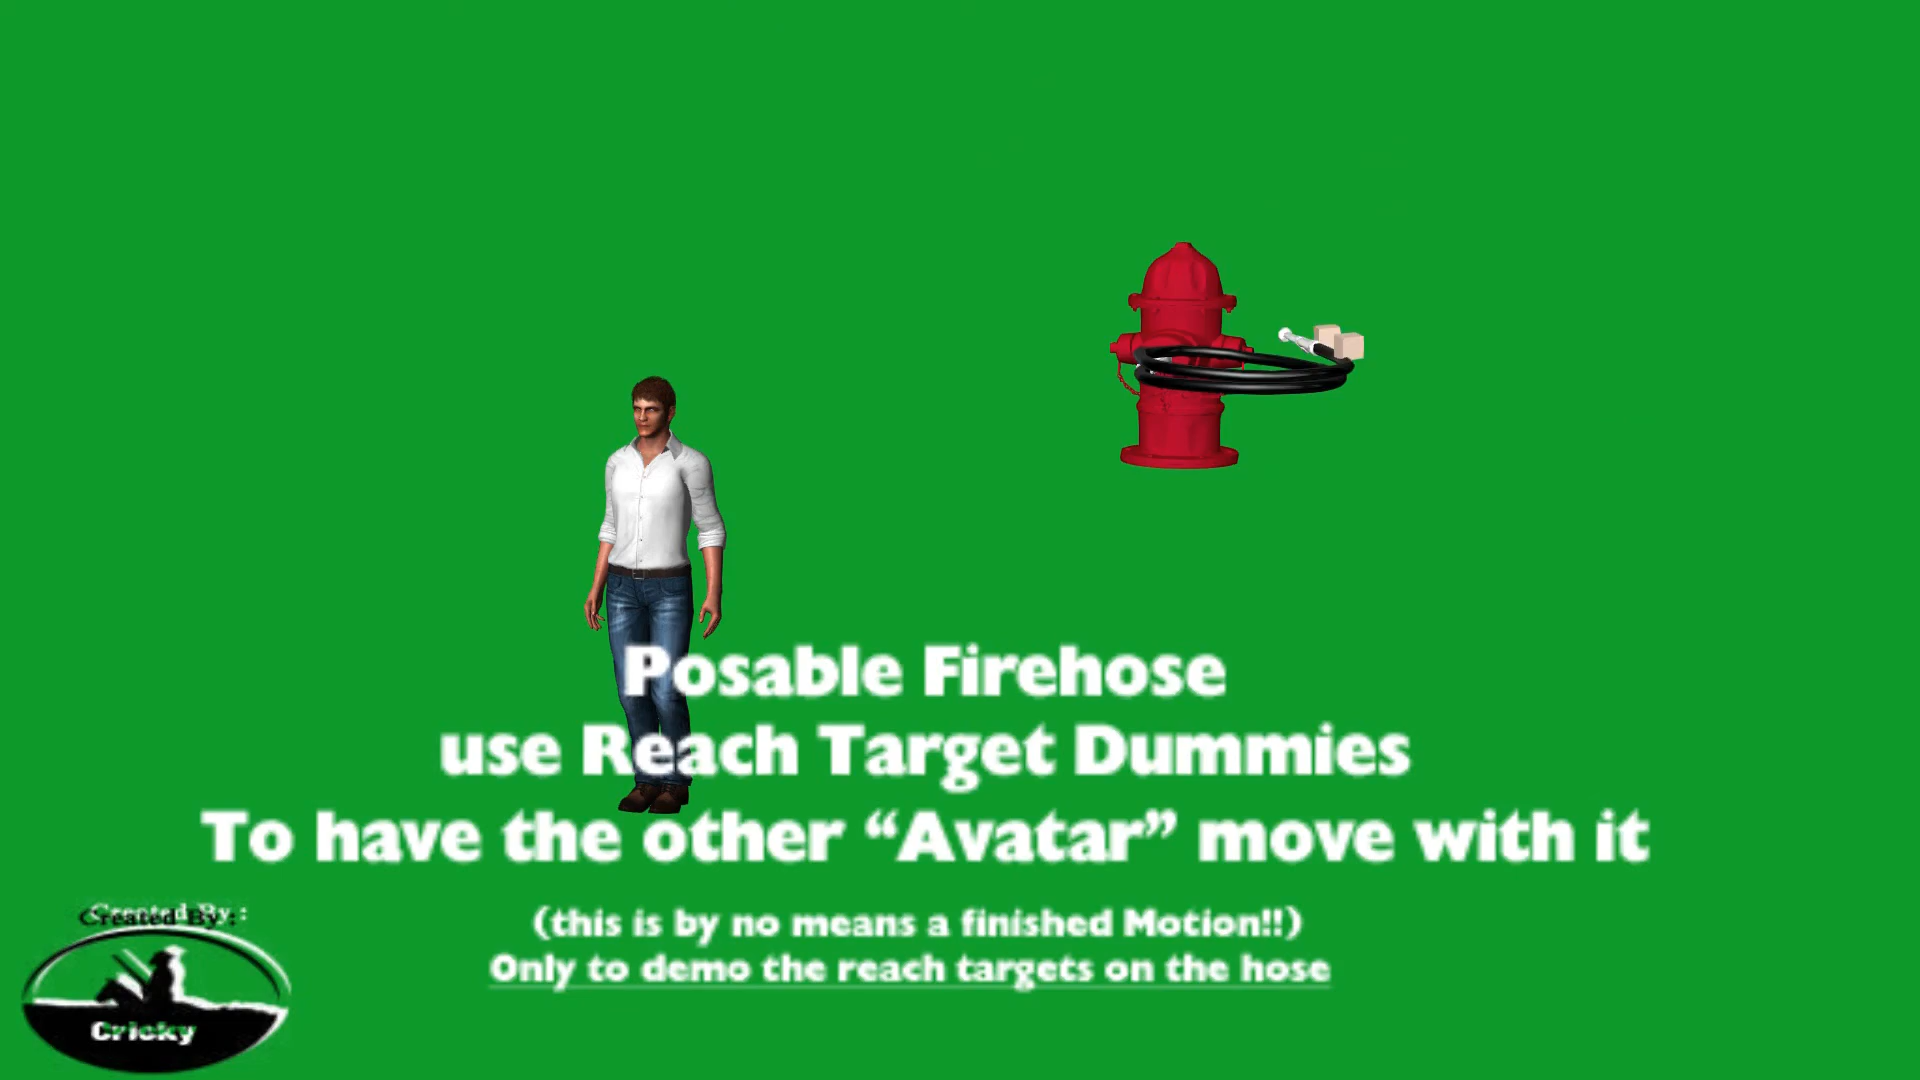 Posable Firehose
use Reach Target Dummies
To have the other “Avatar” move with it
(this is by no means a finished Motion!!)
Only to demo the reach targets on the hose
Created By :
Cricky